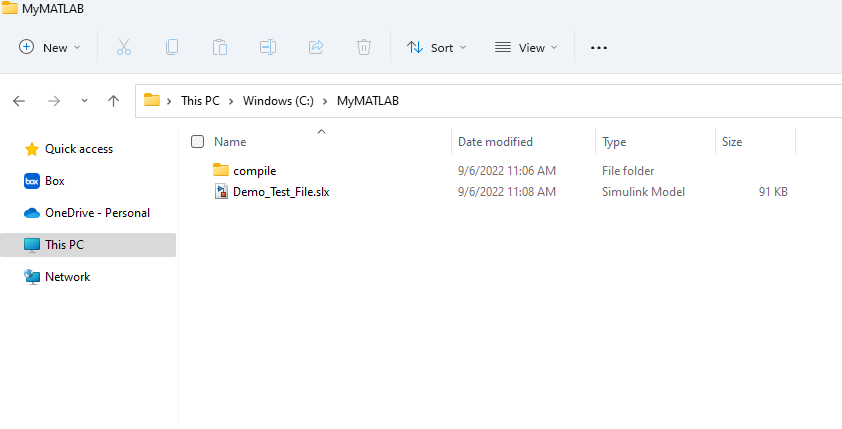 MyMATLAB
New Sort View
This PC Windows (C:) MyMATLAB
Name Date modified Type Size
Quick access
compile 9/6/2022 11:06 AM File folder
box Box
Demo_Test_File.slx 9/6/2022 11:08 AM Simulink Model 91 KB
OneDrive - Personal
This PC
Network